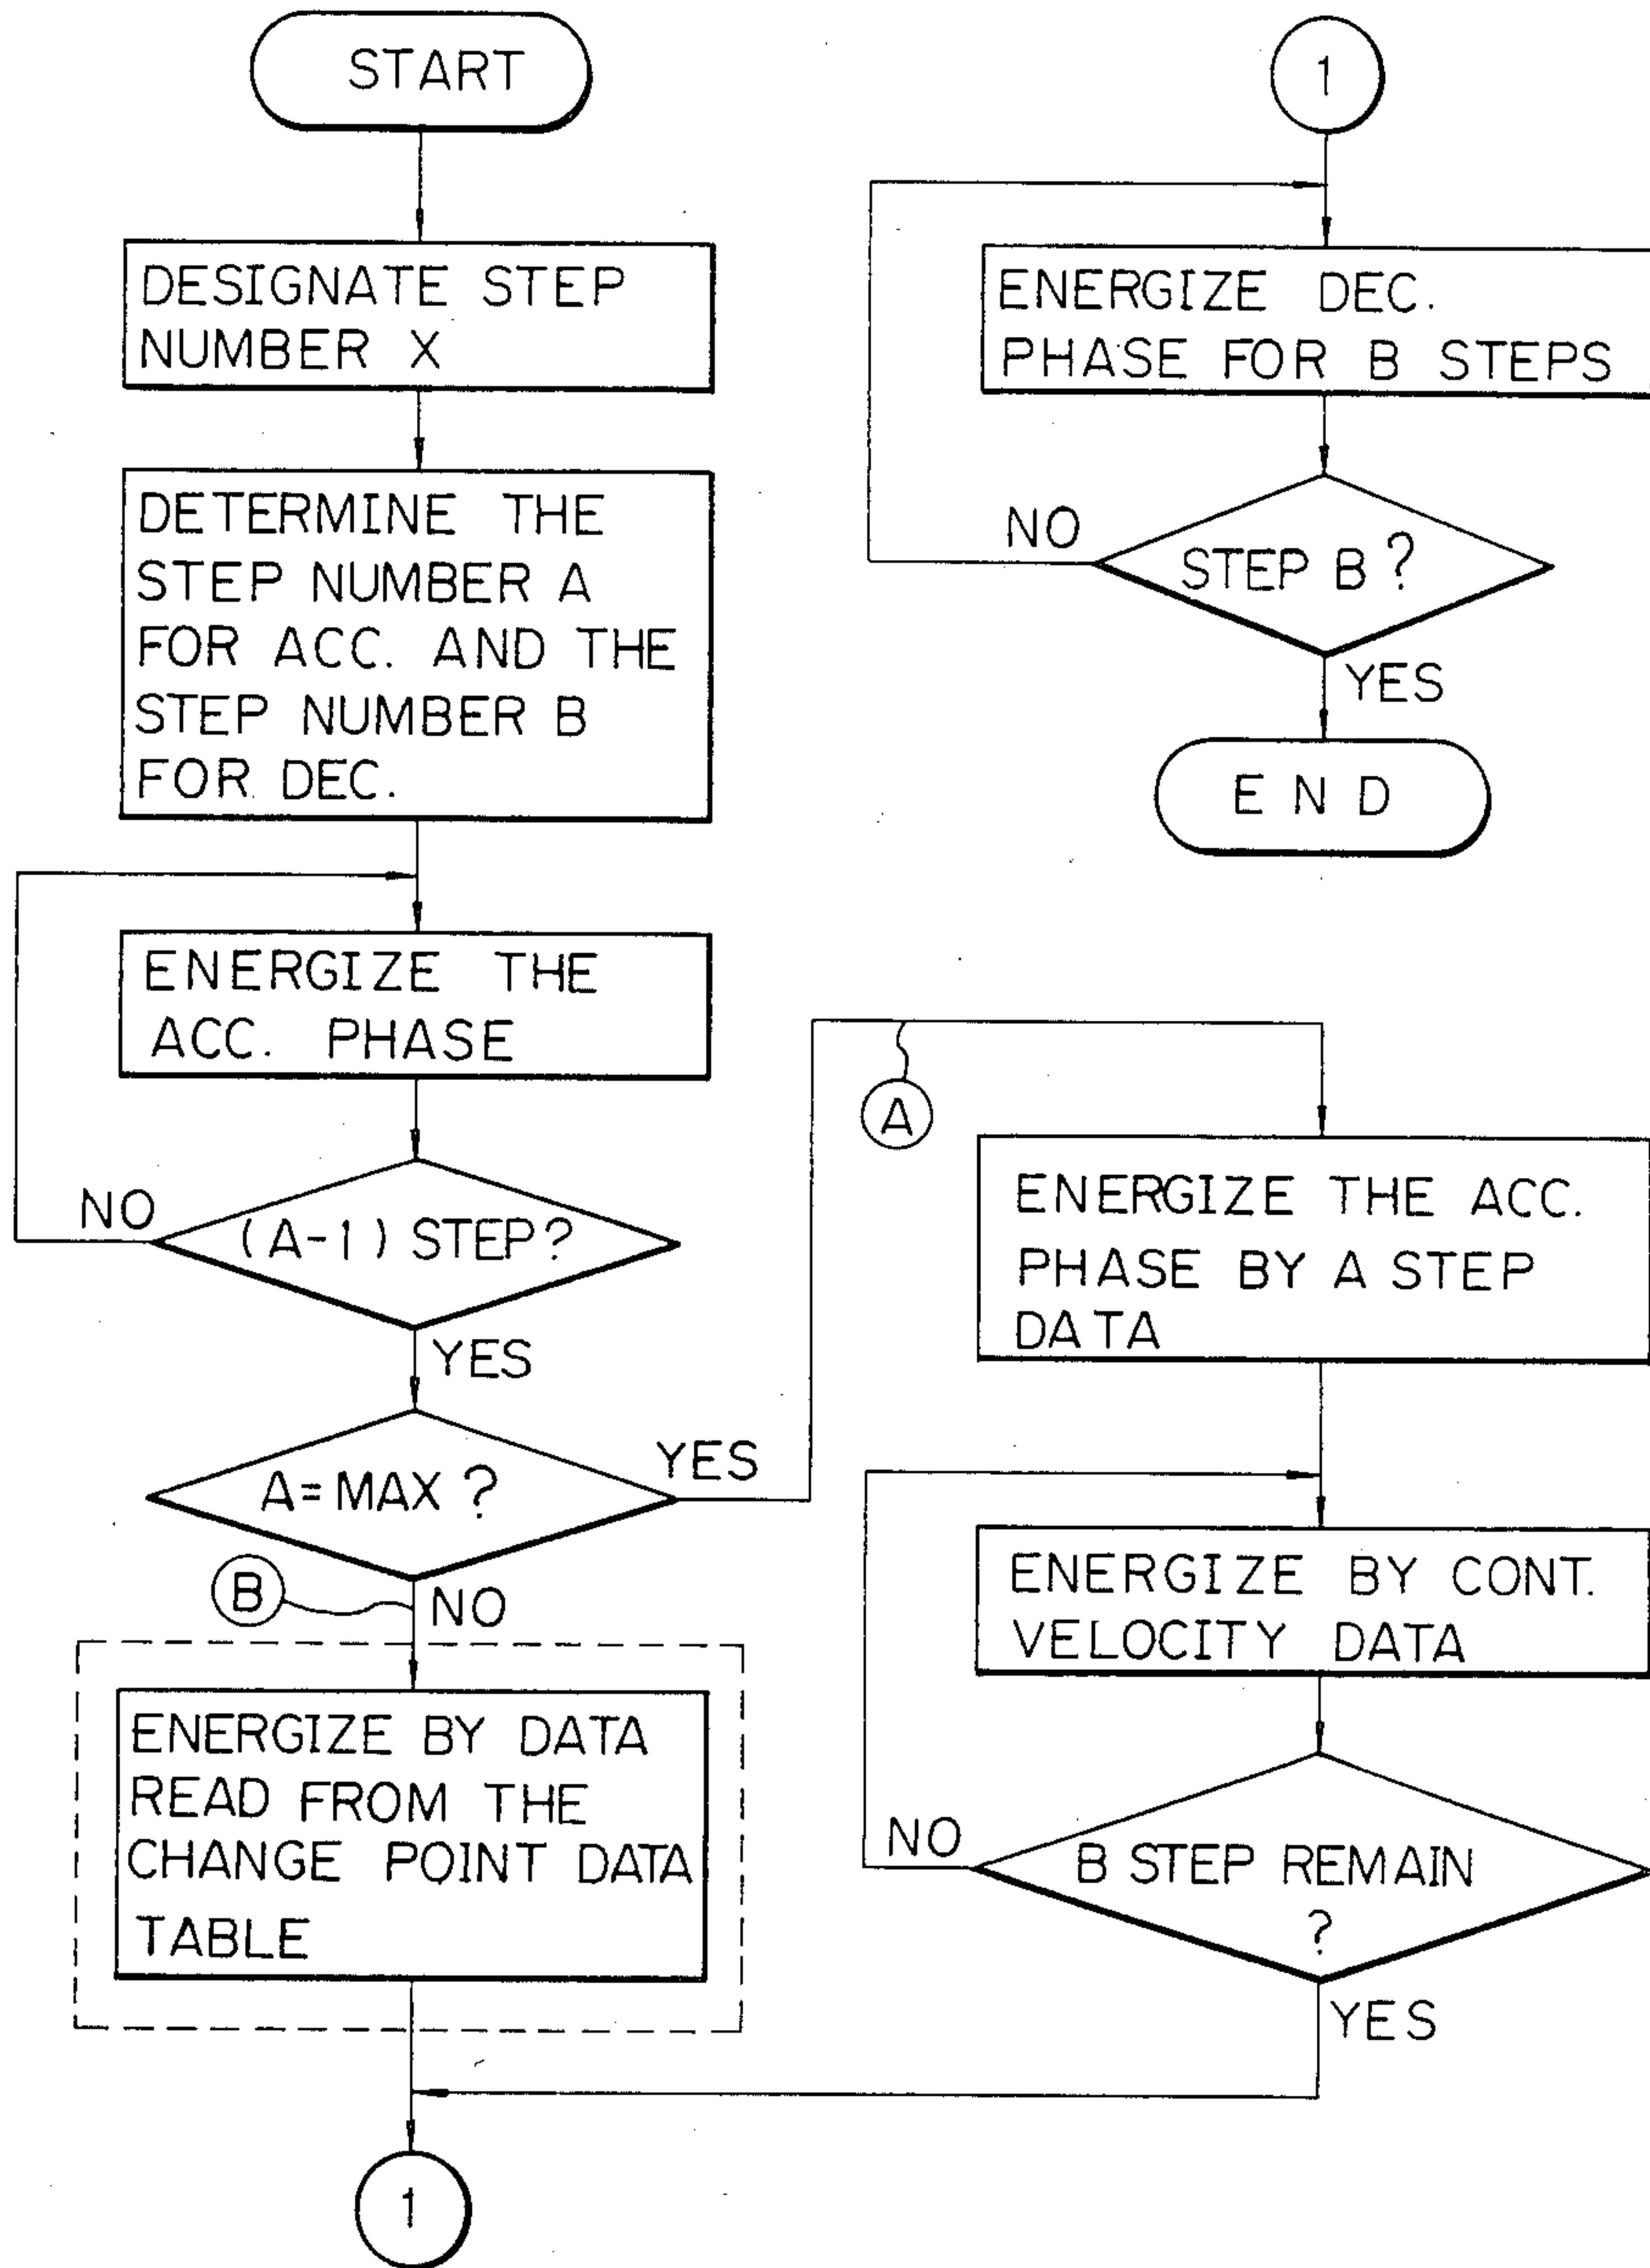 START
DESIGNATE STEP
NUMBER X
DETERMINE THE
STEP NUMBER A
FOR ACC. AND THE
STEP NUMBER B
FOR DEC.
ENERGIZE THE
ACC. PHASE
NO
(A-1) STEP?
YES
A=MAX ?
YES
B
NO
ENERGIZE BY DATA
READ FROM THE
CHANGE POINT DATA
TABLE
1
A
ENERGIZE THE ACC.
PHASE BY A STEP
DATA
ENERGIZE BY CONT.
VELOCITY DATA
NO
B STEP REMAIN
?
YES
1
ENERGIZE DEC.
PHASE FOR B STEPS
NO
STEP B ?
YES
END